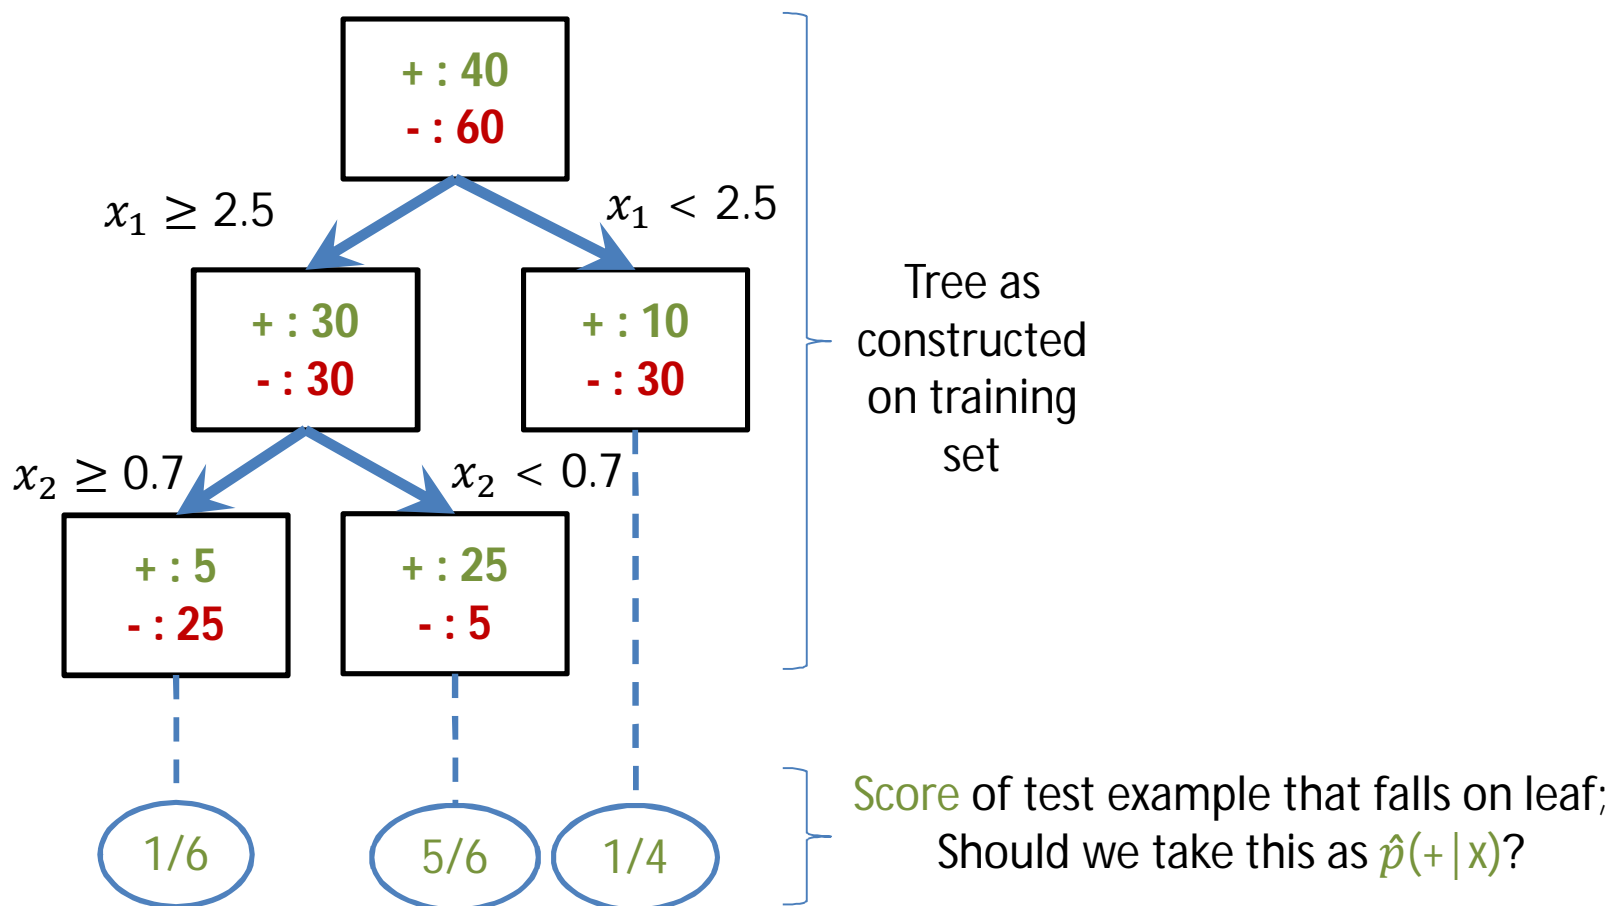 + : 40
- : 60
x₁ ≥ 2.5
x₁ < 2.5
+ : 30
- : 30
+ : 10
- : 30
Tree as
constructed
on training
set
x₂ ≥ 0.7
x₂ < 0.7
+ : 5
- : 25
+ : 25
- : 5
1/6
5/6
1/4
Score of test example that falls on leaf;
Should we take this as p̂(+|x)?